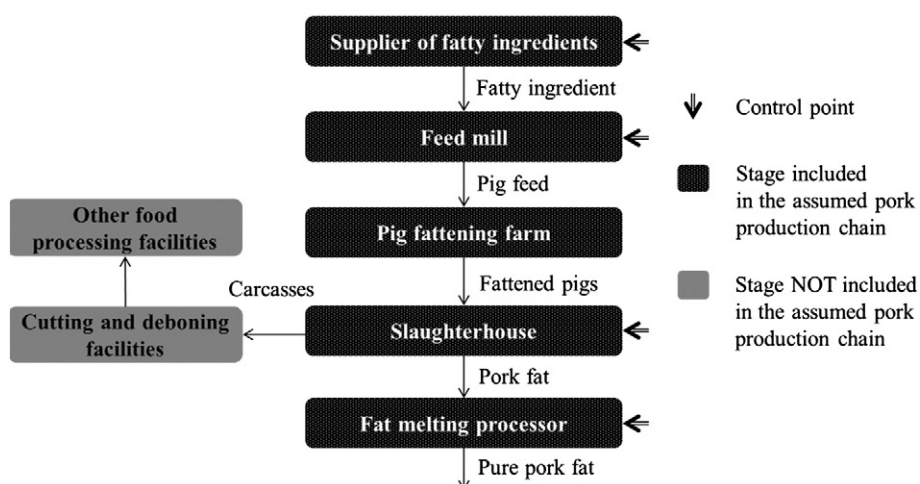 Supplier of fatty ingredients
Fatty ingredient
Feed mill
Pig feed
Pig fattening farm
Fattened pigs
Slaughterhouse
Pork fat
Fat melting processor
Pure pork fat
Carcasses
Cutting and deboning
facilities
Other food
processing facilities
Control point
Stage included
in the assumed pork
production chain
Stage NOT included
in the assumed pork
production chain